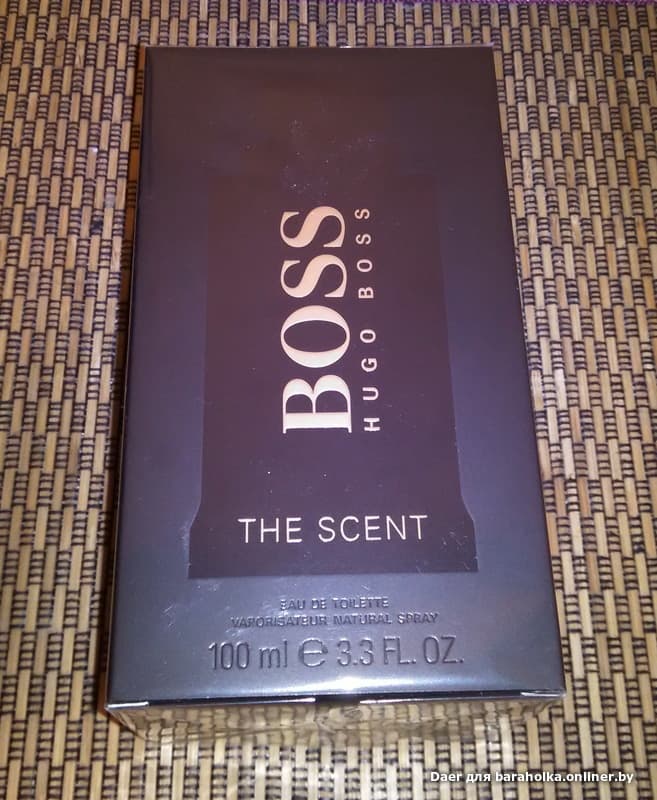 BOSS
HUGO BOSS
THE SCENT
EAU DE TOILETTE
VAPORISATEUR NATURAL SPRAY
100 ml ℮ 3.3 FL. OZ.
Daer для baraholka.onliner.by